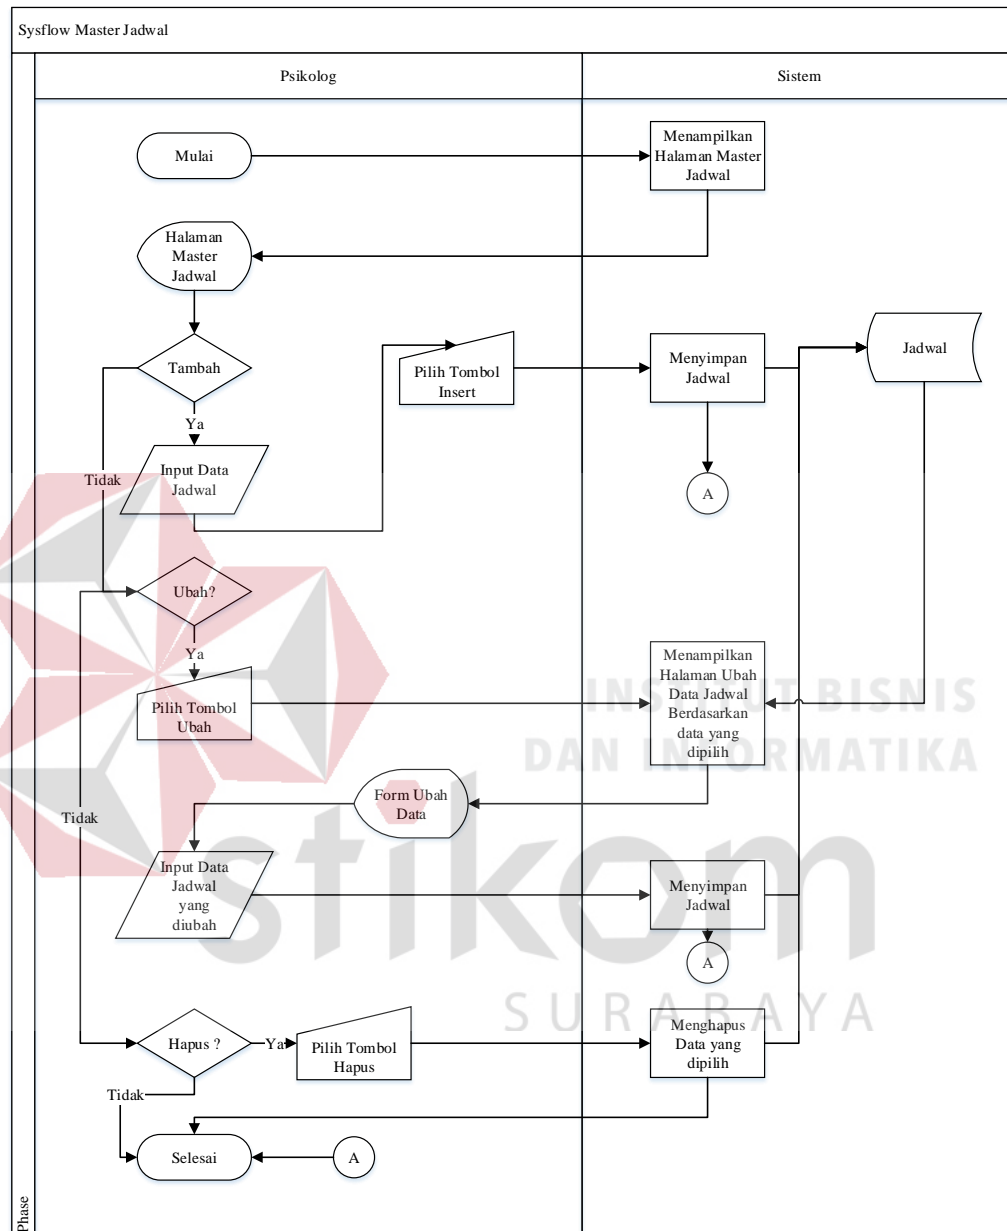 Sysflow Master Jadwal
Psikolog
Sistem
Mulai
Menampilkan
Halaman Master
Jadwal
Halaman
Master
Jadwal
Tambah
Pilih Tombol
Insert
Menyimpan
Jadwal
Jadwal
Ya
Tidak
Input Data
Jadwal
A
Ubah?
Ya
Pilih Tombol
Ubah
Menampilkan
Halaman Ubah
Data Jadwal
Berdasarkan
data yang
dipilih
INSTITUT BISNIS
DAN INFORMATIKA
Form Ubah
Data
Tidak
Input Data
Jadwal
yang
diubah
Menyimpan
Jadwal
stikom
A
SURABAYA
Hapus ?
Ya
Pilih Tombol
Hapus
Menghapus
Data yang
dipilih
Tidak
Selesai
A
Phase